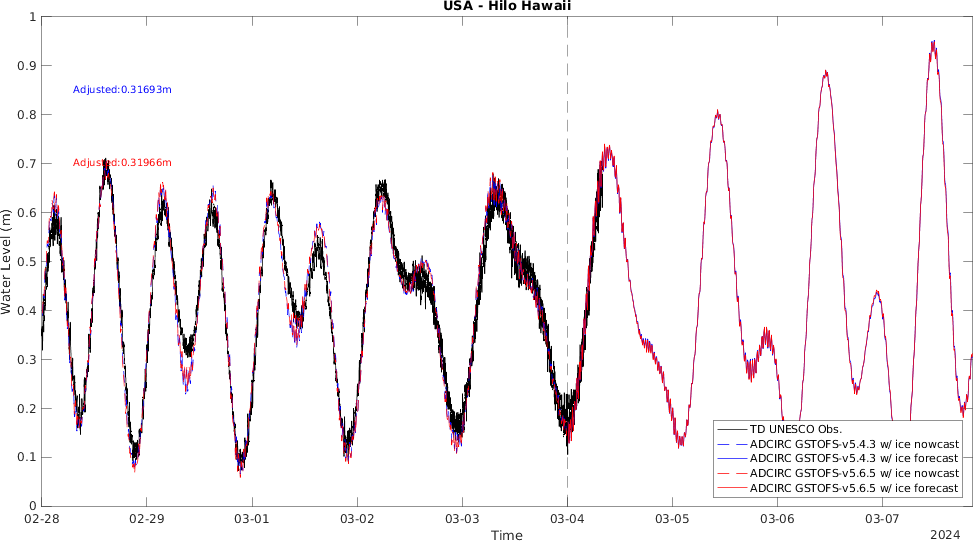 USA - Hilo Hawaii
1
0.9
0.8
0.7
0.6
0.5
0.4
0.3
0.2
0.1
0
Water Level (m)
Adjusted:0.31693m
Adjusted:0.31966m
TD UNESCO Obs.
ADCIRC GSTOFS-v5.4.3 w/ ice nowcast
ADCIRC GSTOFS-v5.4.3 w/ ice forecast
ADCIRC GSTOFS-v5.6.5 w/ ice nowcast
ADCIRC GSTOFS-v5.6.5 w/ ice forecast
02-28 02-29 03-01 03-02 03-03 03-04 03-05 03-06 03-07
Time
2024